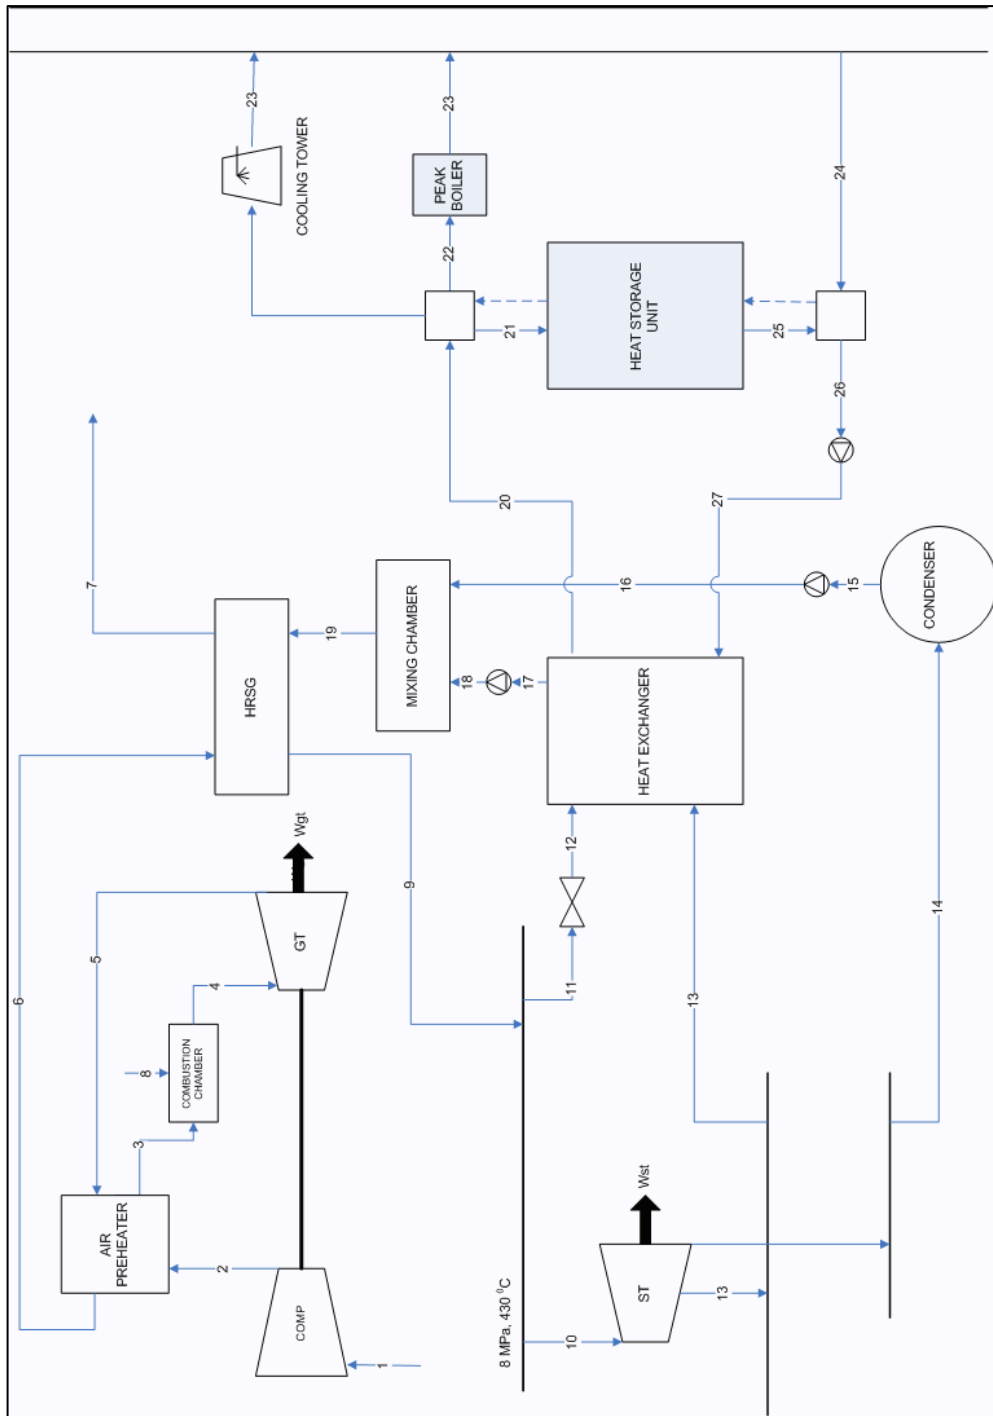 6
5
7
AIR
PREHEATER
3
8
COMBUSTION
CHAMBER
4
2
COMP
1
GT
Wgt
HRSG
9
19
MIXING CHAMBER
18
17
16
15
CONDENSER
14
HEAT EXCHANGER
12
11
13
8 MPa, 430 ⁰C
10
ST
Wst
13
20
27
26
25
24
HEAT STORAGE
UNIT
21
22
PEAK
BOILER
23
COOLING TOWER
23